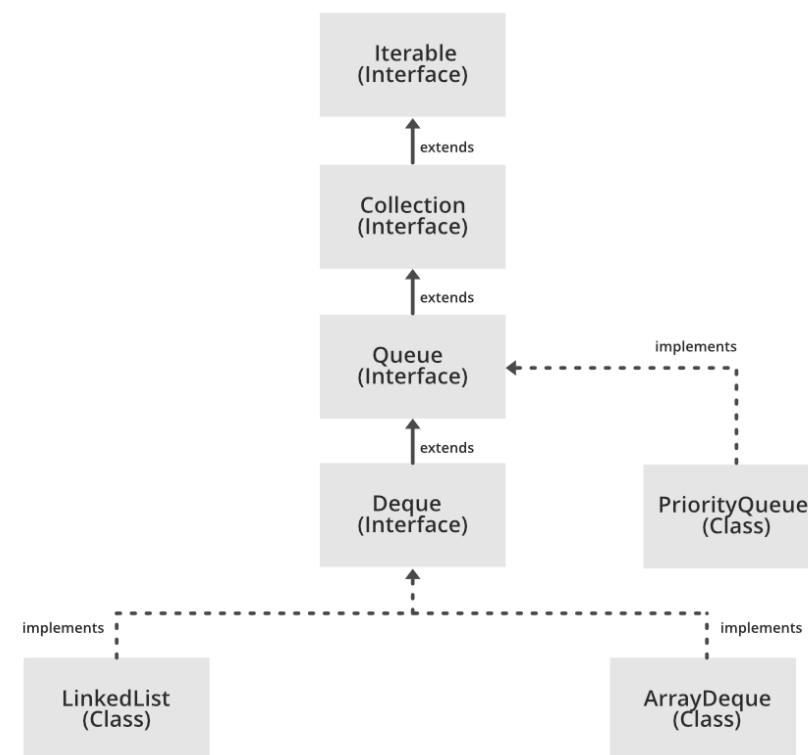 Iterable
(Interface)
extends
Collection
(Interface)
extends
Queue
(Interface)
implements
extends
Deque
(Interface)
PriorityQueue
(Class)
implements
implements
LinkedList
(Class)
ArrayDeque
(Class)